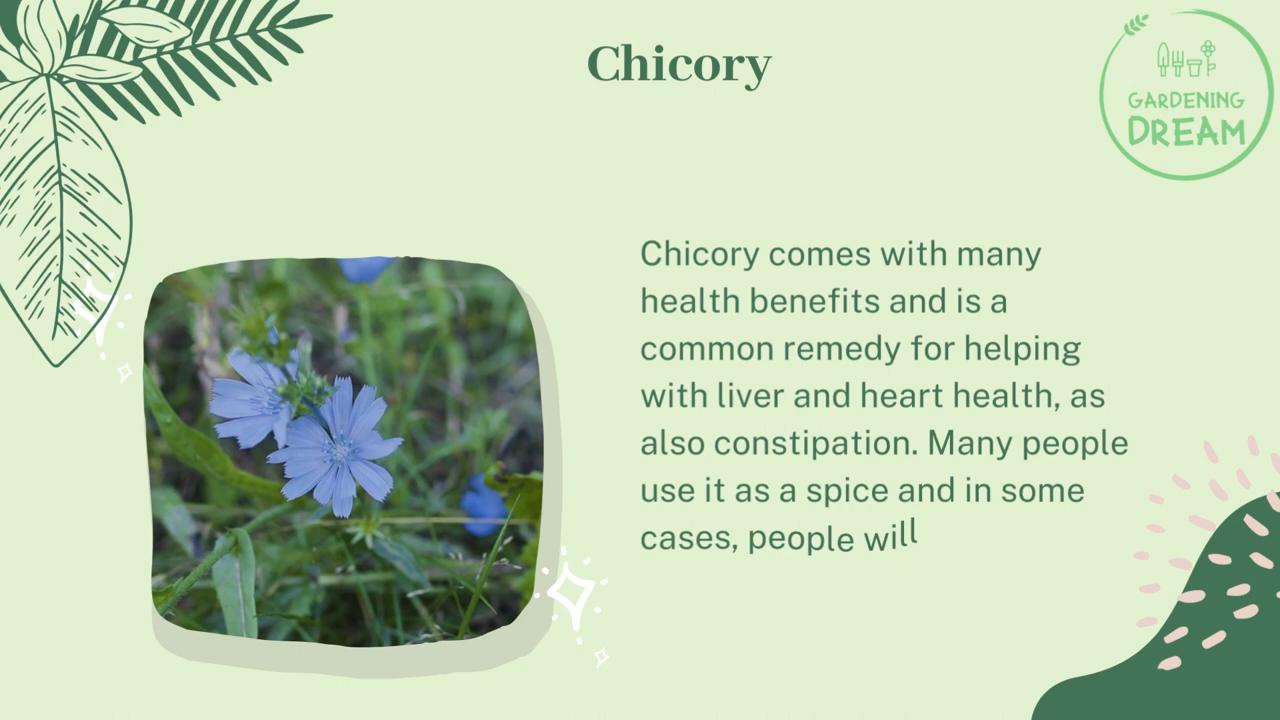 Chicory
GARDENING
DREAM
Chicory comes with many
health benefits and is a
common remedy for helping
with liver and heart health, as
also constipation. Many people
use it as a spice and in some
cases, people will